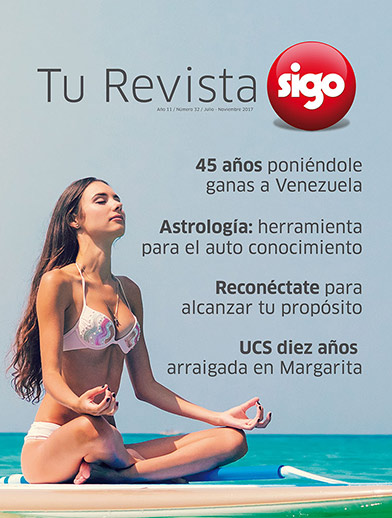 Tu Revista sigo
Año 11 / Número 32 / Julio - Noviembre 2017
45 años poniéndole
ganas a Venezuela
Astrología: herramienta
para el auto conocimiento
Reconéctate para
alcanzar tu propósito
UCS diez años
arraigada en Margarita